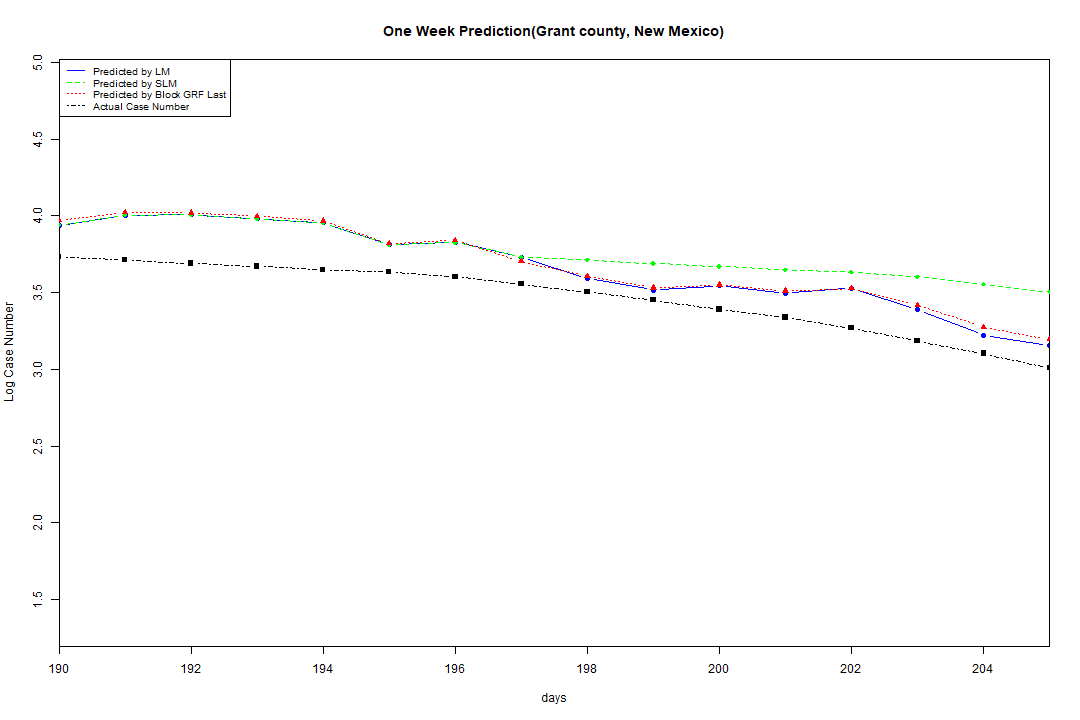 One Week Prediction(Grant county, New Mexico)
Predicted by LM
Predicted by SLM
Predicted by Block GRF Last
Actual Case Number
5.0
4.5
4.0
3.5
3.0
2.5
2.0
1.5
Log Case Number
190 192 194 196 198 200 202 204
days